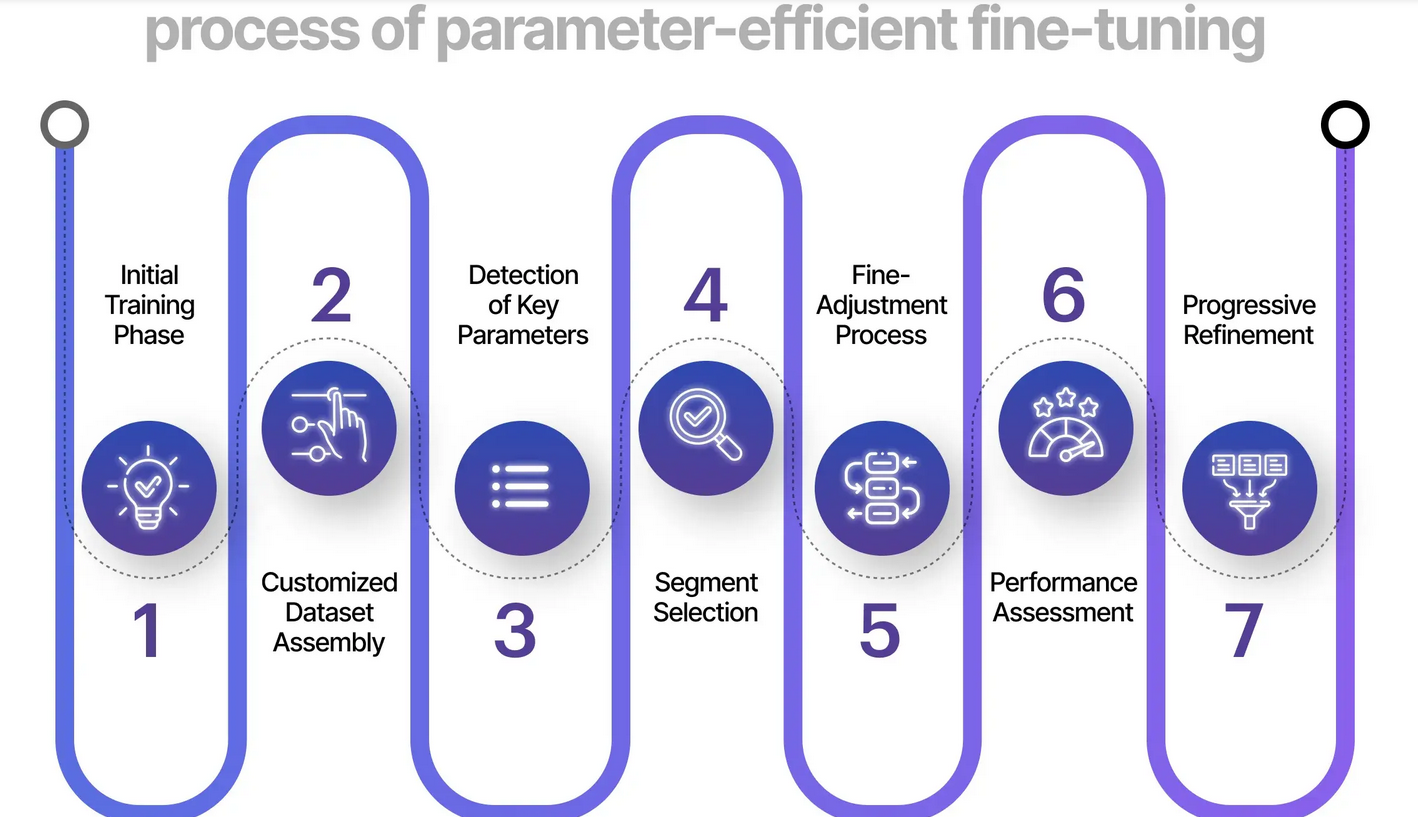 process of parameter-efficient fine-tuning
Initial
Training
Phase
1
2
Customized
Dataset
Assembly
Detection
of Key
Parameters
3
4
Segment
Selection
Fine-
Adjustment
Process
5
6
Performance
Assessment
Progressive
Refinement
7